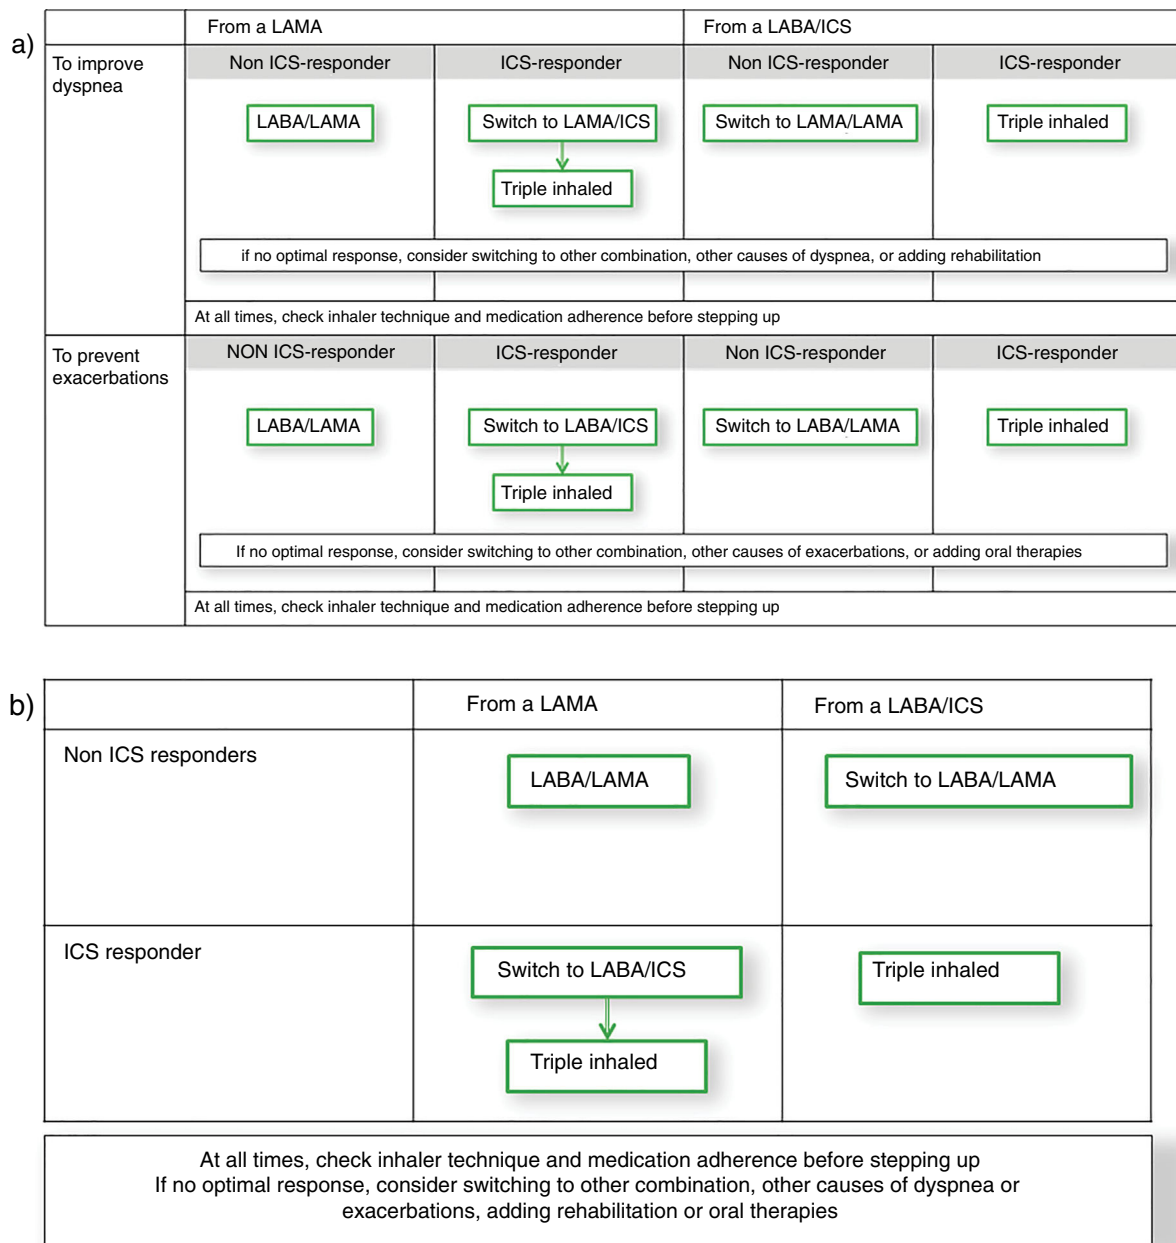 a)
From a LAMA
From a LABA/ICS
To improve
dyspnea
Non ICS-responder
ICS-responder
Non ICS-responder
ICS-responder
LABA/LAMA
Switch to LAMA/ICS
Switch to LAMA/LAMA
Triple inhaled
Triple inhaled
if no optimal response, consider switching to other combination, other causes of dyspnea, or adding rehabilitation
At all times, check inhaler technique and medication adherence before stepping up
To prevent
exacerbations
NON ICS-responder
ICS-responder
Non ICS-responder
ICS-responder
LABA/LAMA
Switch to LABA/ICS
Switch to LABA/LAMA
Triple inhaled
Triple inhaled
If no optimal response, consider switching to other combination, other causes of exacerbations, or adding oral therapies
At all times, check inhaler technique and medication adherence before stepping up
b)
From a LAMA
From a LABA/ICS
Non ICS responders
LABA/LAMA
Switch to LABA/LAMA
ICS responder
Switch to LABA/ICS
Triple inhaled
Triple inhaled
At all times, check inhaler technique and medication adherence before stepping up
If no optimal response, consider switching to other combination, other causes of dyspnea or
exacerbations, adding rehabilitation or oral therapies